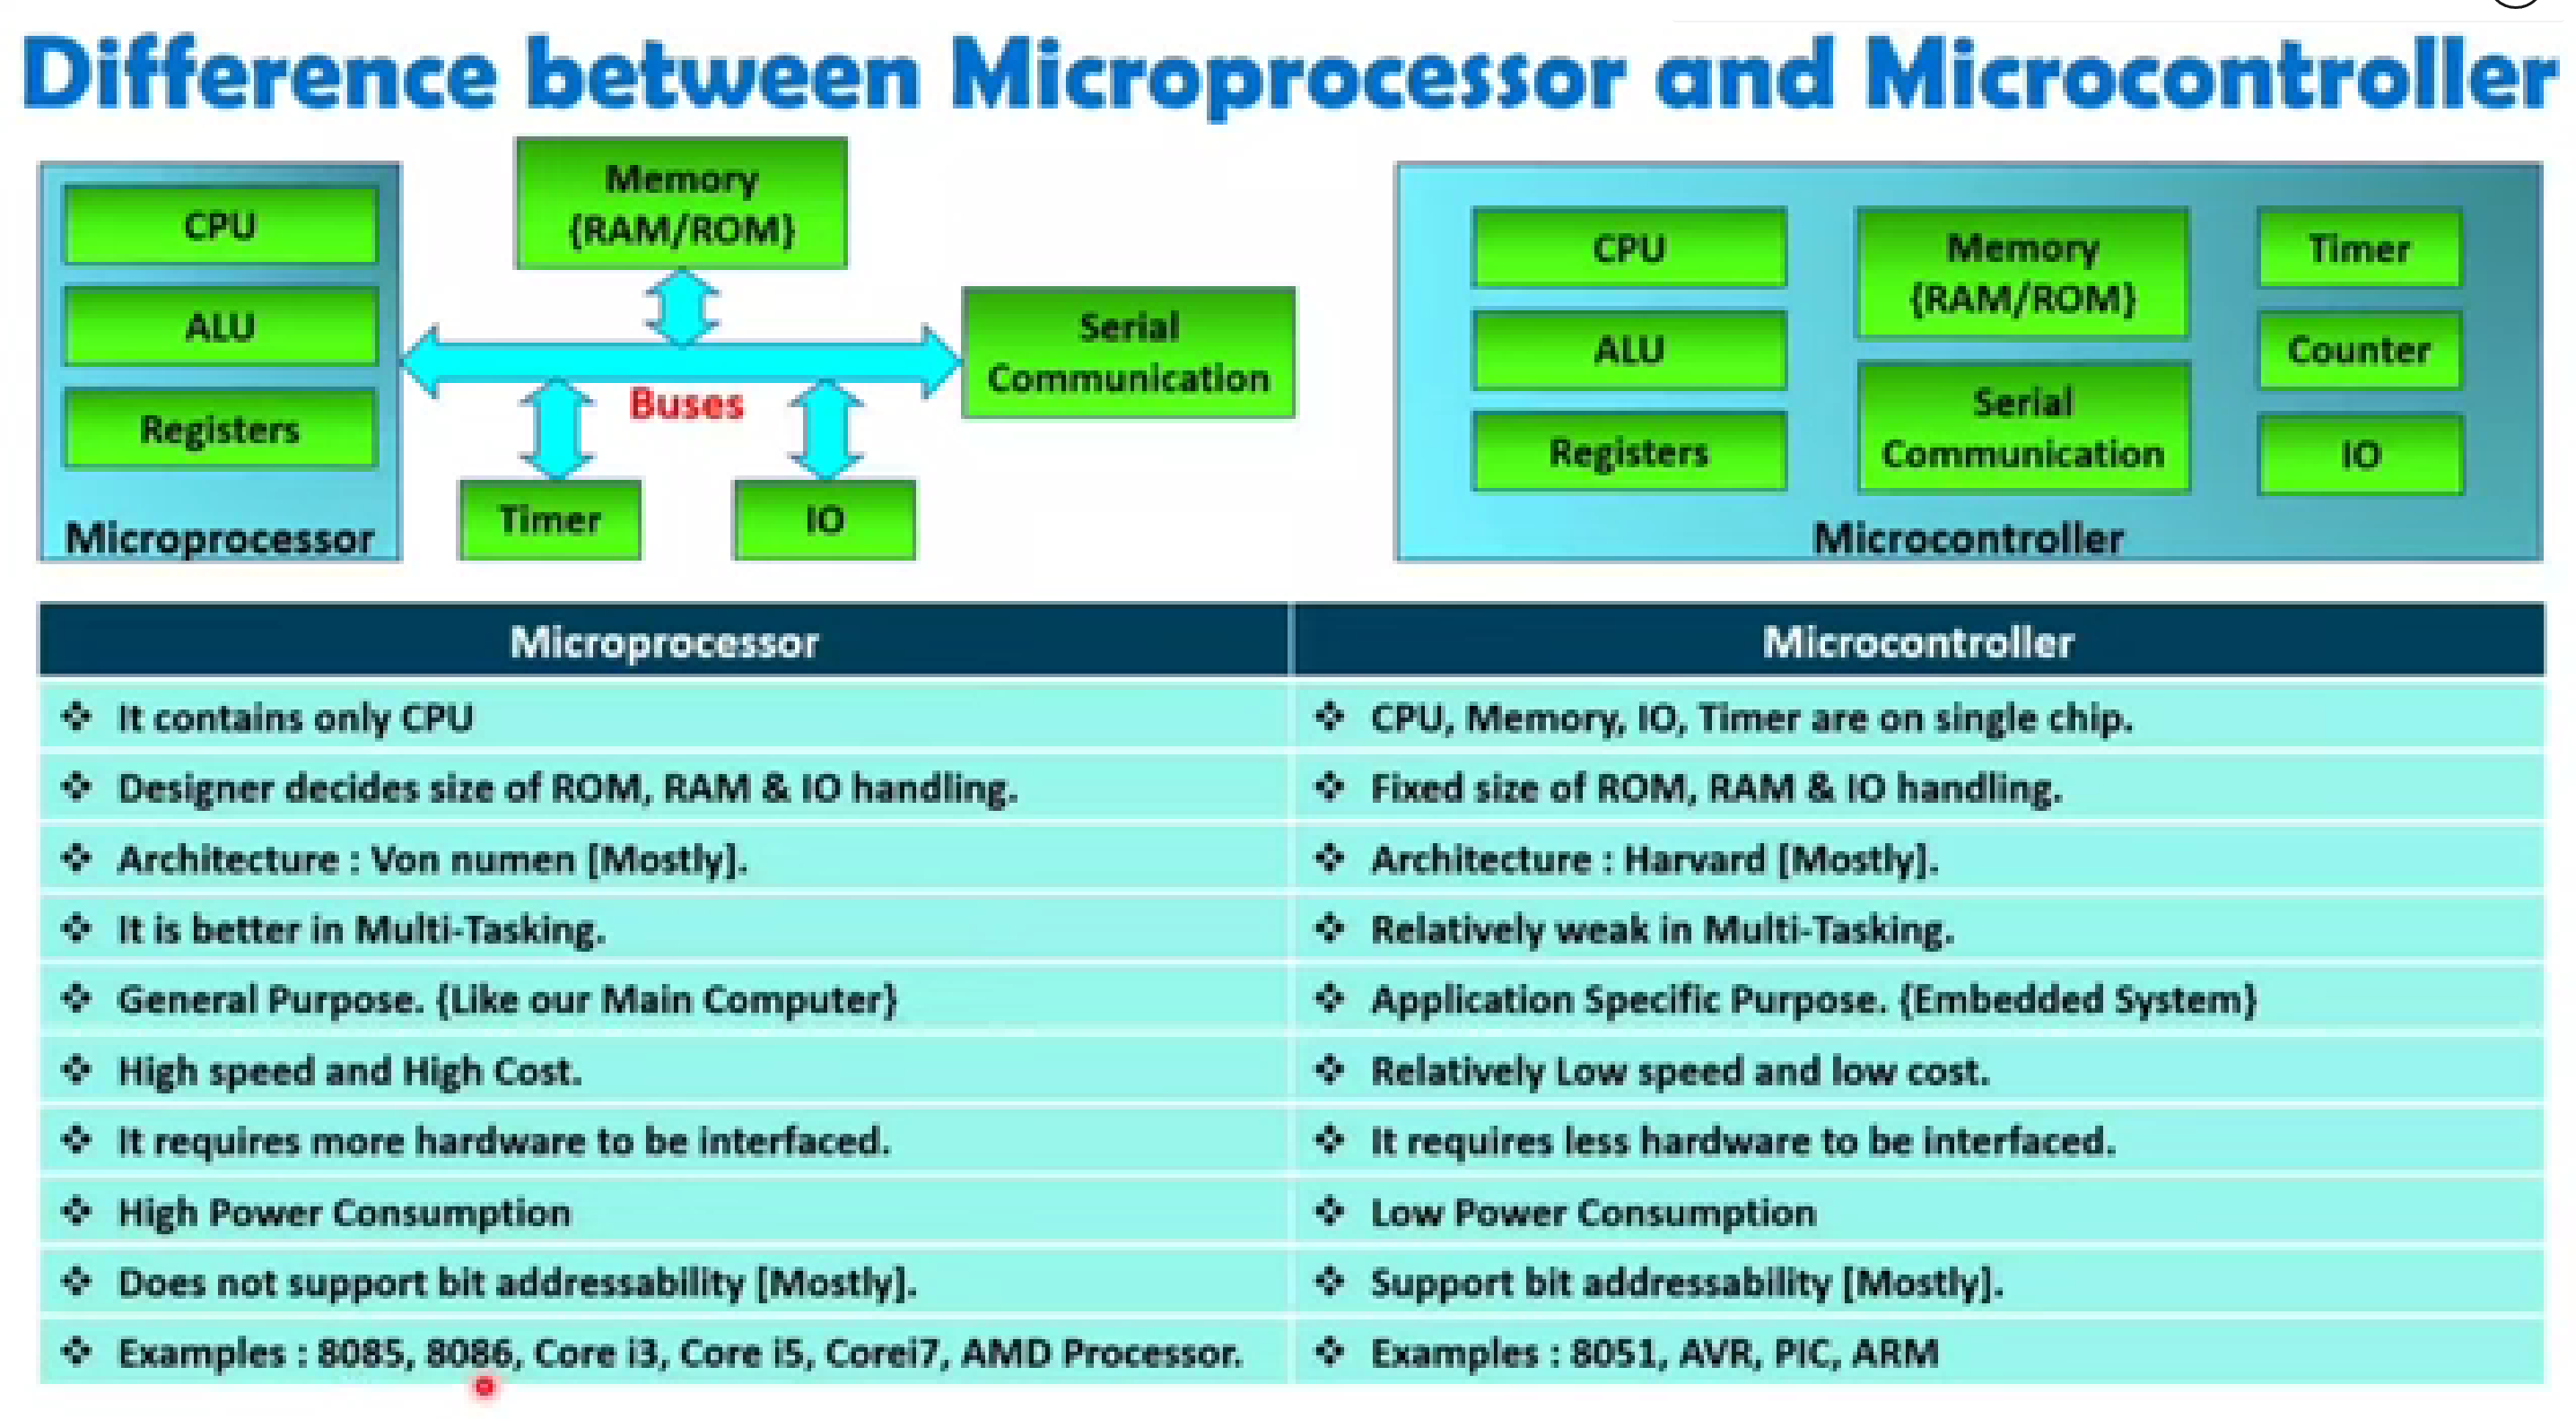 Difference between Microprocessor and Microcontroller
CPU
ALU
Registers
Microprocessor
Memory
{RAM/ROM}
Buses
Serial
Communication
Timer
IO
CPU
ALU
Registers
Memory
{RAM/ROM}
Serial
Communication
Timer
Counter
IO
Microcontroller
Microprocessor
Microcontroller
It contains only CPU
CPU, Memory, IO, Timer are on single chip.
Designer decides size of ROM, RAM & IO handling.
Fixed size of ROM, RAM & IO handling.
Architecture : Von numen [Mostly].
Architecture : Harvard [Mostly].
It is better in Multi-Tasking.
Relatively weak in Multi-Tasking.
General Purpose. {Like our Main Computer}
Application Specific Purpose. {Embedded System}
High speed and High Cost.
Relatively Low speed and low cost.
It requires more hardware to be interfaced.
It requires less hardware to be interfaced.
High Power Consumption
Low Power Consumption
Does not support bit addressability [Mostly].
Support bit addressability [Mostly].
Examples : 8085, 8086, Core i3, Core i5, Corei7, AMD Processor.
Examples : 8051, AVR, PIC, ARM